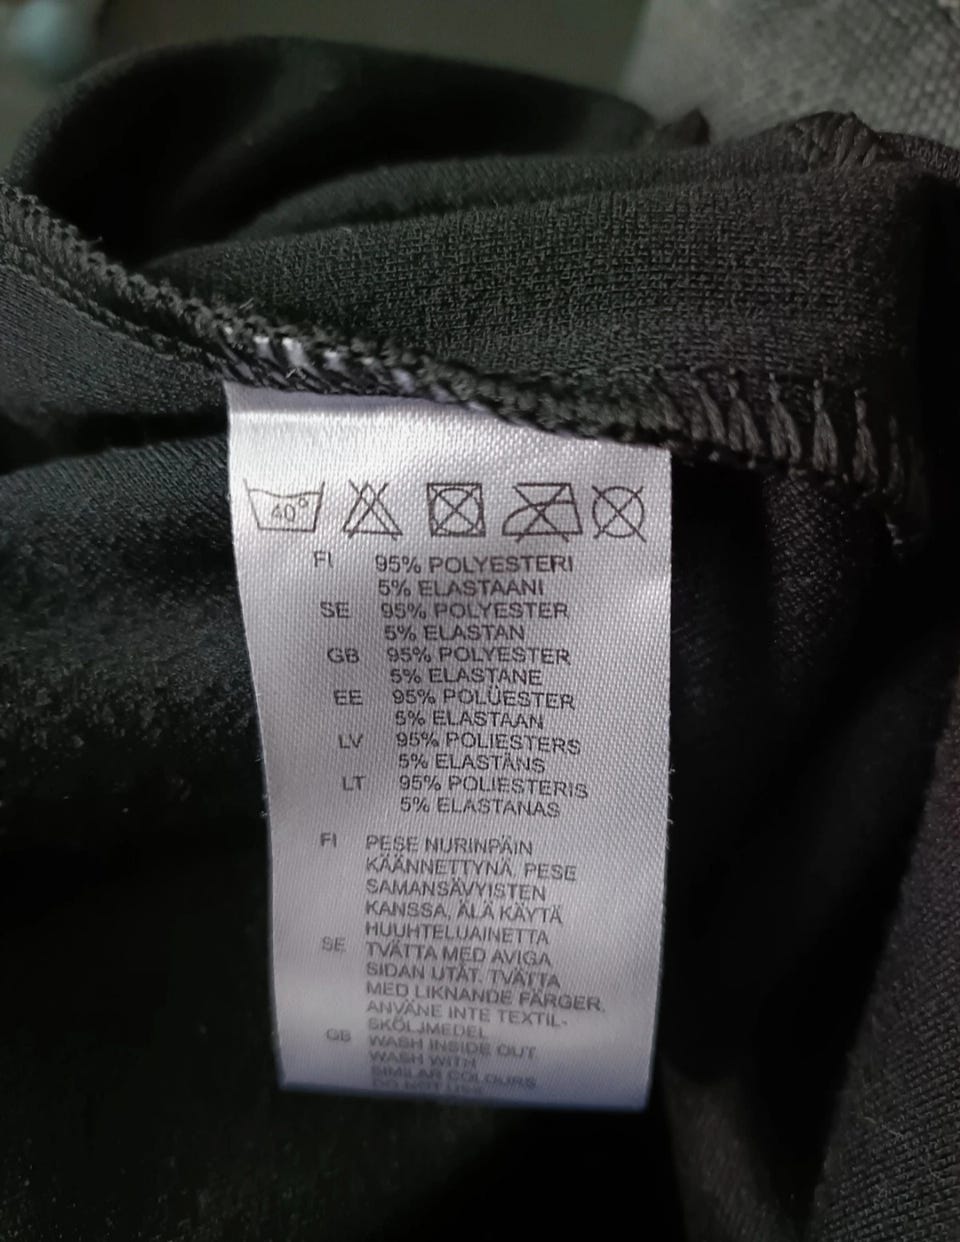 40°
FI 95% POLYESTERI
5% ELASTAANI
SE 95% POLYESTER
5% ELASTAN
GB 95% POLYESTER
5% ELASTANE
EE 95% POLÜESTER
5% ELASTAAN
LV 95% POLIESTERS
5% ELASTĀNS
LT 95% POLIESTERIS
5% ELASTANAS
FI PESE NURINPÄIN
KÄÄNNETTYNÄ. PESE
SAMANSÄVYISTEN
KANSSA, ÄLÄ KÄYTÄ
HUUHTELUAINETTA
SE TVÄTTA MED AVIGA
SIDAN UTÅT. TVÄTTA
MED LIKNANDE FÄRGER.
ANVÄNE INTE TEXTIL-
SKÖLJMEDEL
GB WASH INSIDE OUT
WASH WITH
SIMILAR COLOURS
DO NOT USE